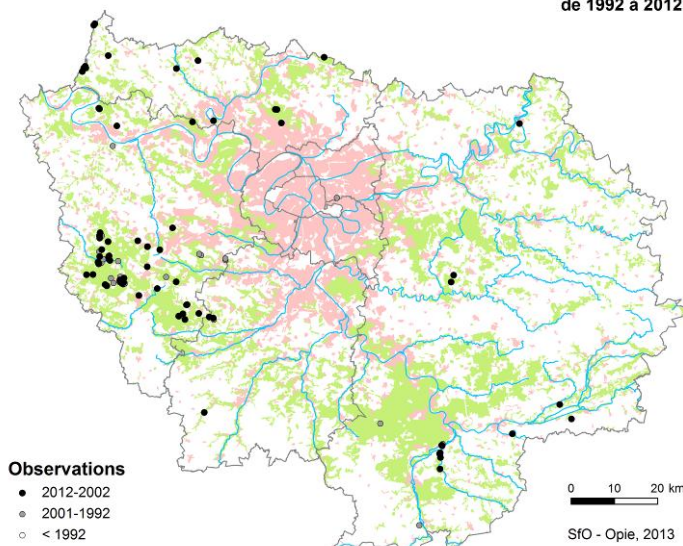 de 1992 à 2012
Observations
2012-2002
2001-1992
< 1992
0 10 20 km
SfO - Opie, 2013